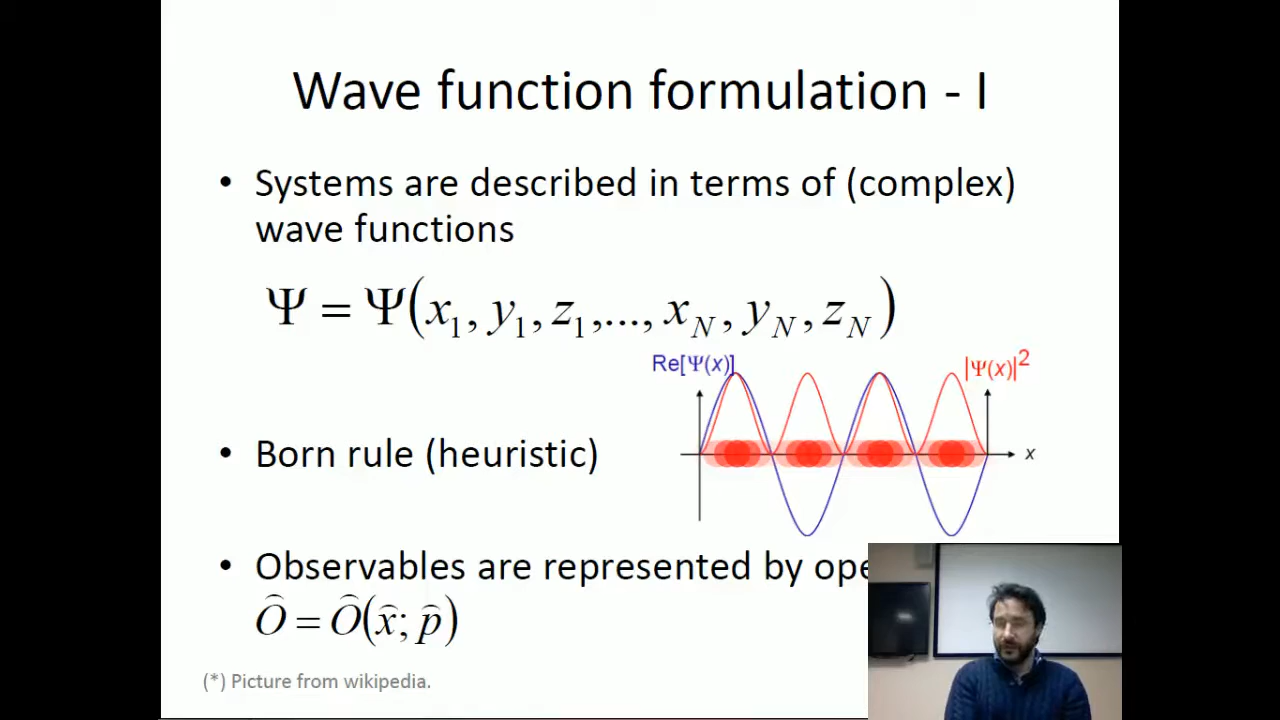 Wave function formulation - I
• Systems are described in terms of (complex)
wave functions
Ψ = Ψ(x₁, y₁, z₁,..., x_N, y_N, z_N)
Re[Ψ(x)]
|Ψ(x)|²
x
• Born rule (heuristic)
• Observables are represented by
Ô = Ô(x̂; p̂)
(*) Picture from wikipedia.